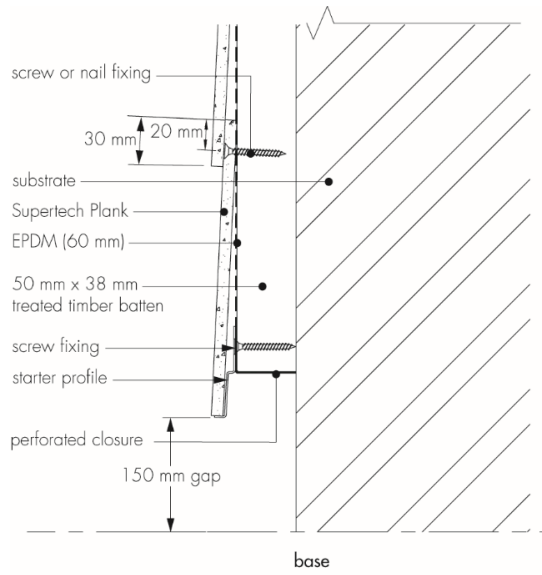 screw or nail fixing
20 mm
30 mm
substrate
Supertech Plank
EPDM (60 mm)
50 mm x 38 mm
treated timber batten
screw fixing
starter profile
perforated closure
150 mm gap
base